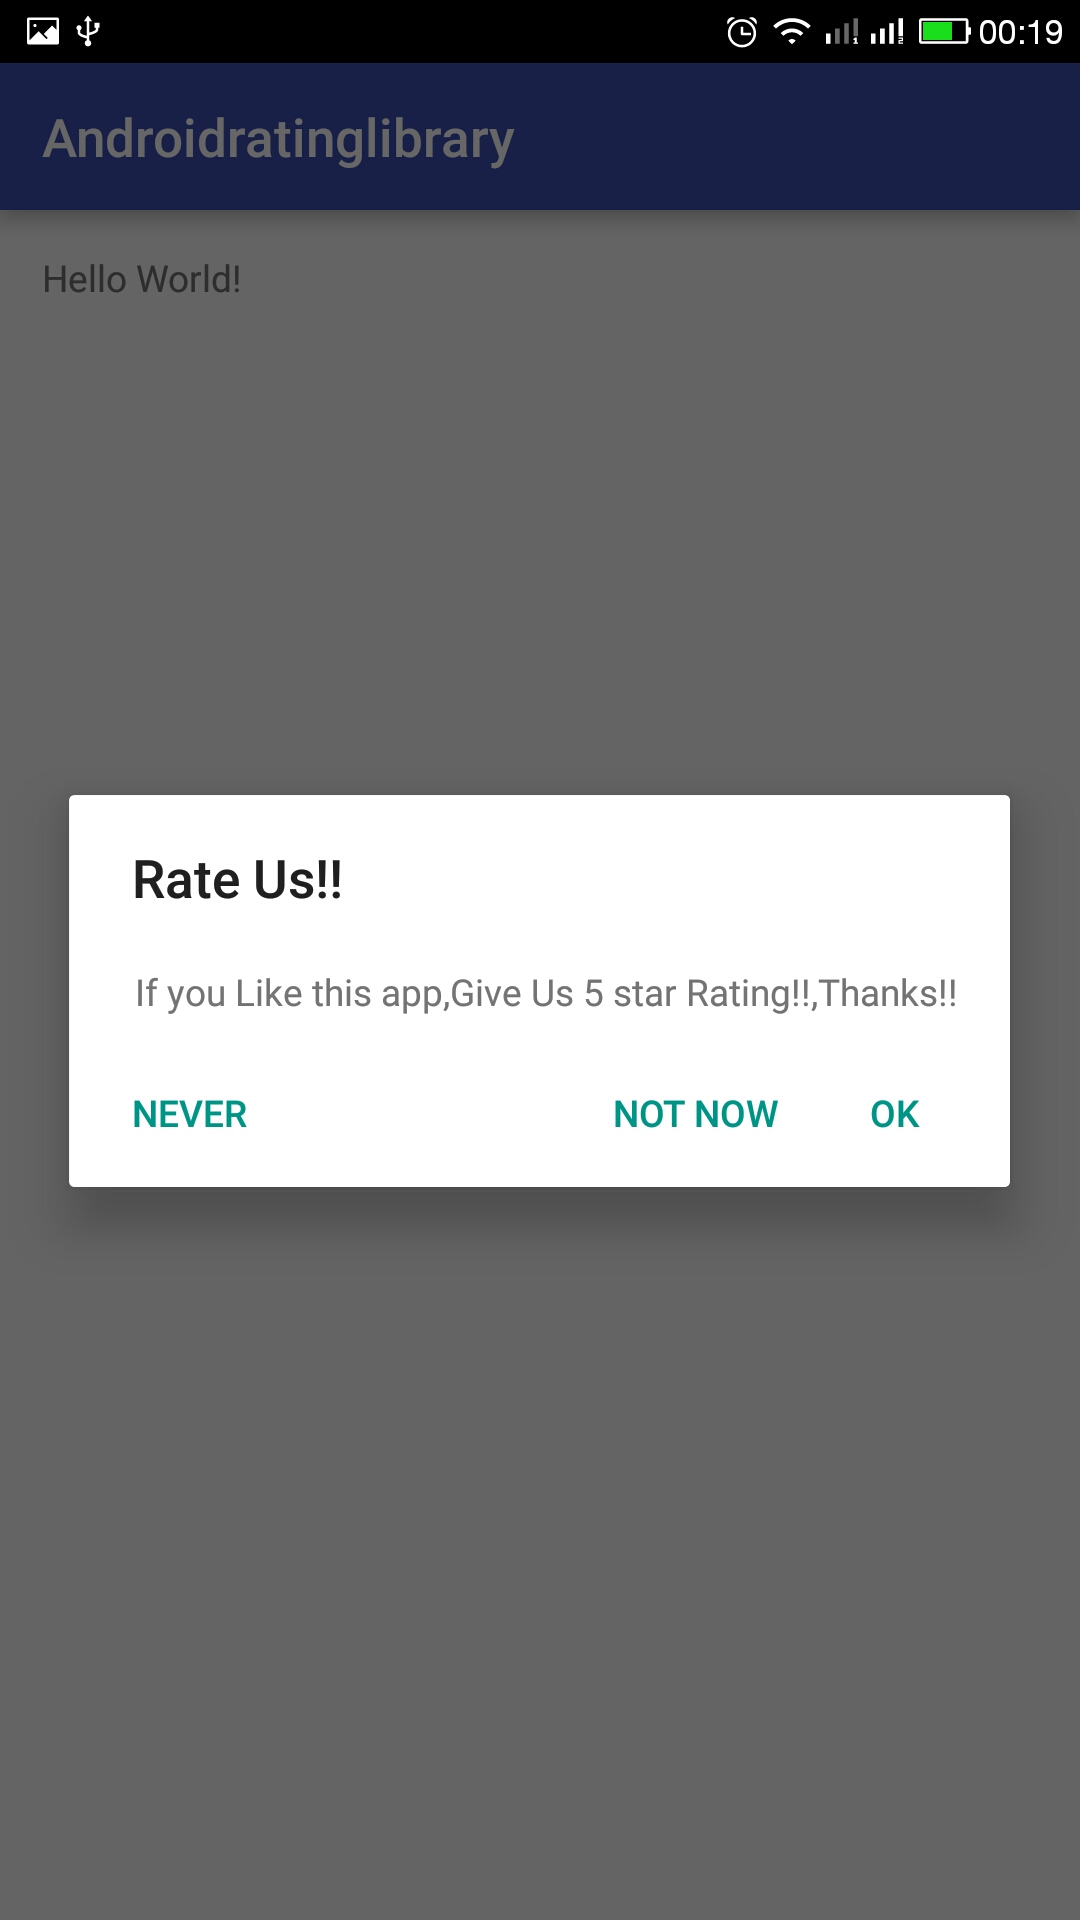 00:19
Androidratinglibrary
Hello World!
Rate Us!!
If you Like this app,Give Us 5 star Rating!!,Thanks!!
NEVER NOT NOW OK